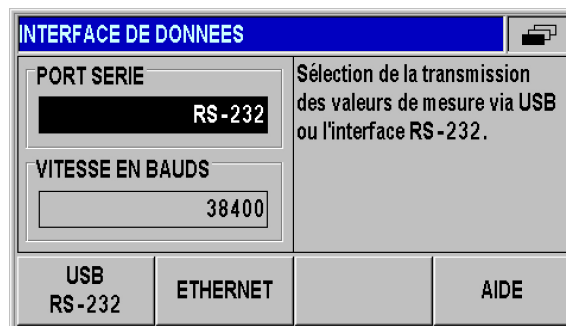 INTERFACE DE DONNEES
PORT SERIE
RS-232
VITESSE EN BAUDS
38400
Sélection de la transmission
des valeurs de mesure via USB
ou l'interface RS-232.
USB
RS-232
ETHERNET
AIDE